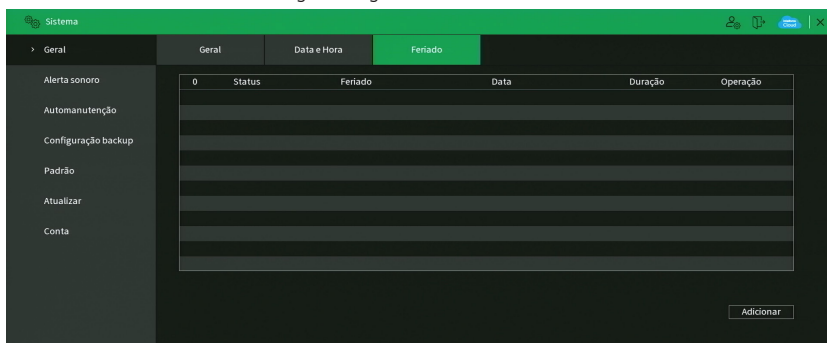 Sistema
Cloud
Geral
Geral
Data e Hora
Feriado
Alerta sonoro
Automanutenção
Configuração backup
Padrão
Atualizar
Conta
0 Status Feriado Data Duração Operação
Adicionar